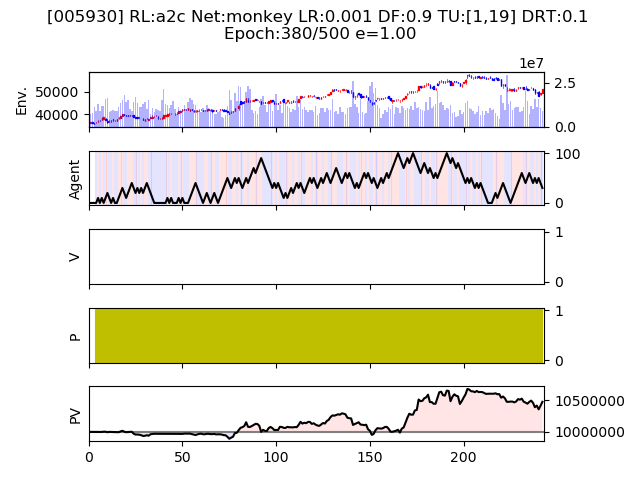 [005930] RL:a2c Net:monkey LR:0.001 DF:0.9 TU:[1,19] DRT:0.1
Epoch:380/500 e=1.00
1e7
Env.
50000
40000
2.5
0.0
Agent
100
0
V
1
0
P
1
0
PV
10500000
10000000
0 50 100 150 200